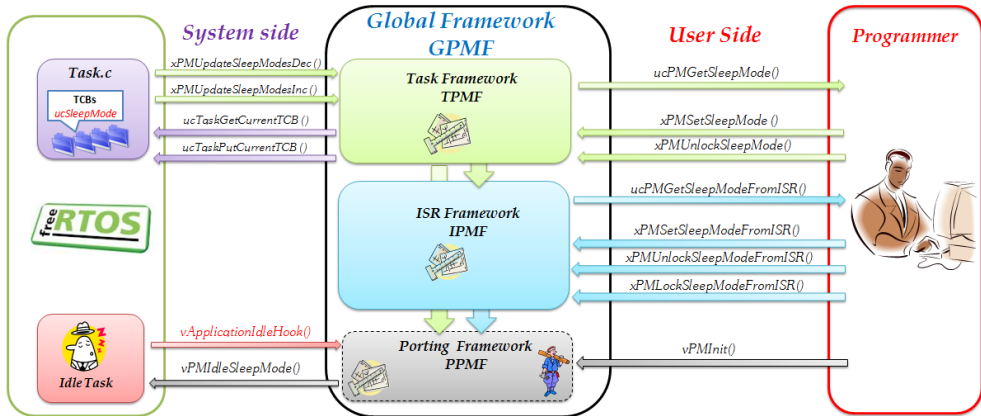 System side
Global Framework
GPMF
User Side
Programmer
Task.c
TCBs
ucSleepMode
xPMUpdateSleepModesDec()
xPMUpdateSleepModesInc()
ucTaskGetCurrentTCB()
ucTaskPutCurrentTCB()
Task Framework
TPMF
ucPMGetSleepMode()
xPMSetSleepMode()
xPMUnlockSleepMode()
free
RTOS
ISR Framework
IPMF
ucPMGetSleepModeFromISR()
xPMSetSleepModeFromISR()
xPMUnlockSleepModeFromISR()
xPMLockSleepModeFromISR()
zzz
Idle Task
vApplicationIdleHook()
vPMIdleSleepMode()
Porting Framework
PPMF
vPMInit()